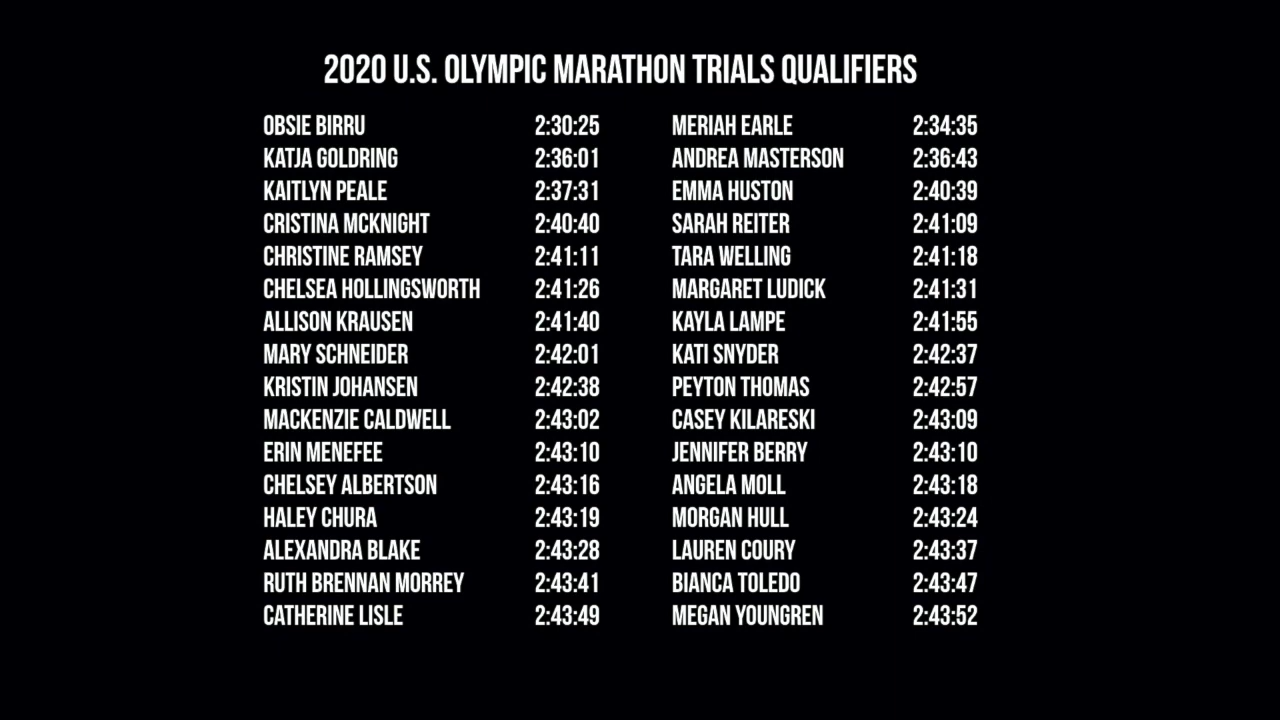 2020 U.S. OLYMPIC MARATHON TRIALS QUALIFIERS
OBSIE BIRRU 2:30:25 MERIAH EARLE 2:34:35
KATJA GOLDRING 2:36:01 ANDREA MASTERSON 2:36:43
KAITLYN PEALE 2:37:31 EMMA HUSTON 2:40:39
CRISTINA MCKNIGHT 2:40:40 SARAH REITER 2:41:09
CHRISTINE RAMSEY 2:41:11 TARA WELLING 2:41:18
CHELSEA HOLLINGSWORTH 2:41:26 MARGARET LUDICK 2:41:31
ALLISON KRAUSEN 2:41:40 KAYLA LAMPE 2:41:55
MARY SCHNEIDER 2:42:01 KATI SNYDER 2:42:37
KRISTIN JOHANSEN 2:42:38 PEYTON THOMAS 2:42:57
MACKENZIE CALDWELL 2:43:02 CASEY KILARESKI 2:43:09
ERIN MENEFEE 2:43:10 JENNIFER BERRY 2:43:10
CHELSEY ALBERTSON 2:43:16 ANGELA MOLL 2:43:18
HALEY CHURA 2:43:19 MORGAN HULL 2:43:24
ALEXANDRA BLAKE 2:43:28 LAUREN COURY 2:43:37
RUTH BRENNAN MORREY 2:43:41 BIANCA TOLEDO 2:43:47
CATHERINE LISLE 2:43:49 MEGAN YOUNGREN 2:43:52